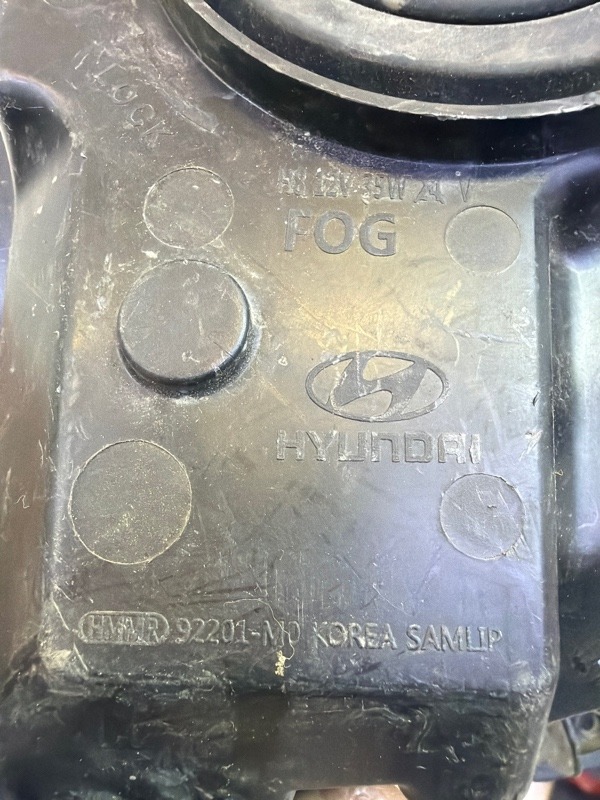 LOCK
H8 12V 35W 24 V
FOG
HYUNDAI
HMMR 92201-M0 KOREA SAMLIP